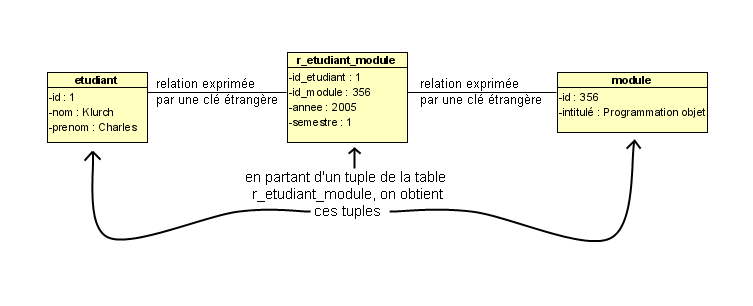 etudiant
-id : 1
-nom : Klurch
-prenom : Charles
relation exprimée
par une clé étrangère
r_etudiant_module
-id_etudiant : 1
-id_module : 356
-annee : 2005
-semestre : 1
relation exprimée
par une clé étrangère
module
-id : 356
-intitulé : Programmation objet
en partant d'un tuple de la table
r_etudiant_module, on obtient
ces tuples